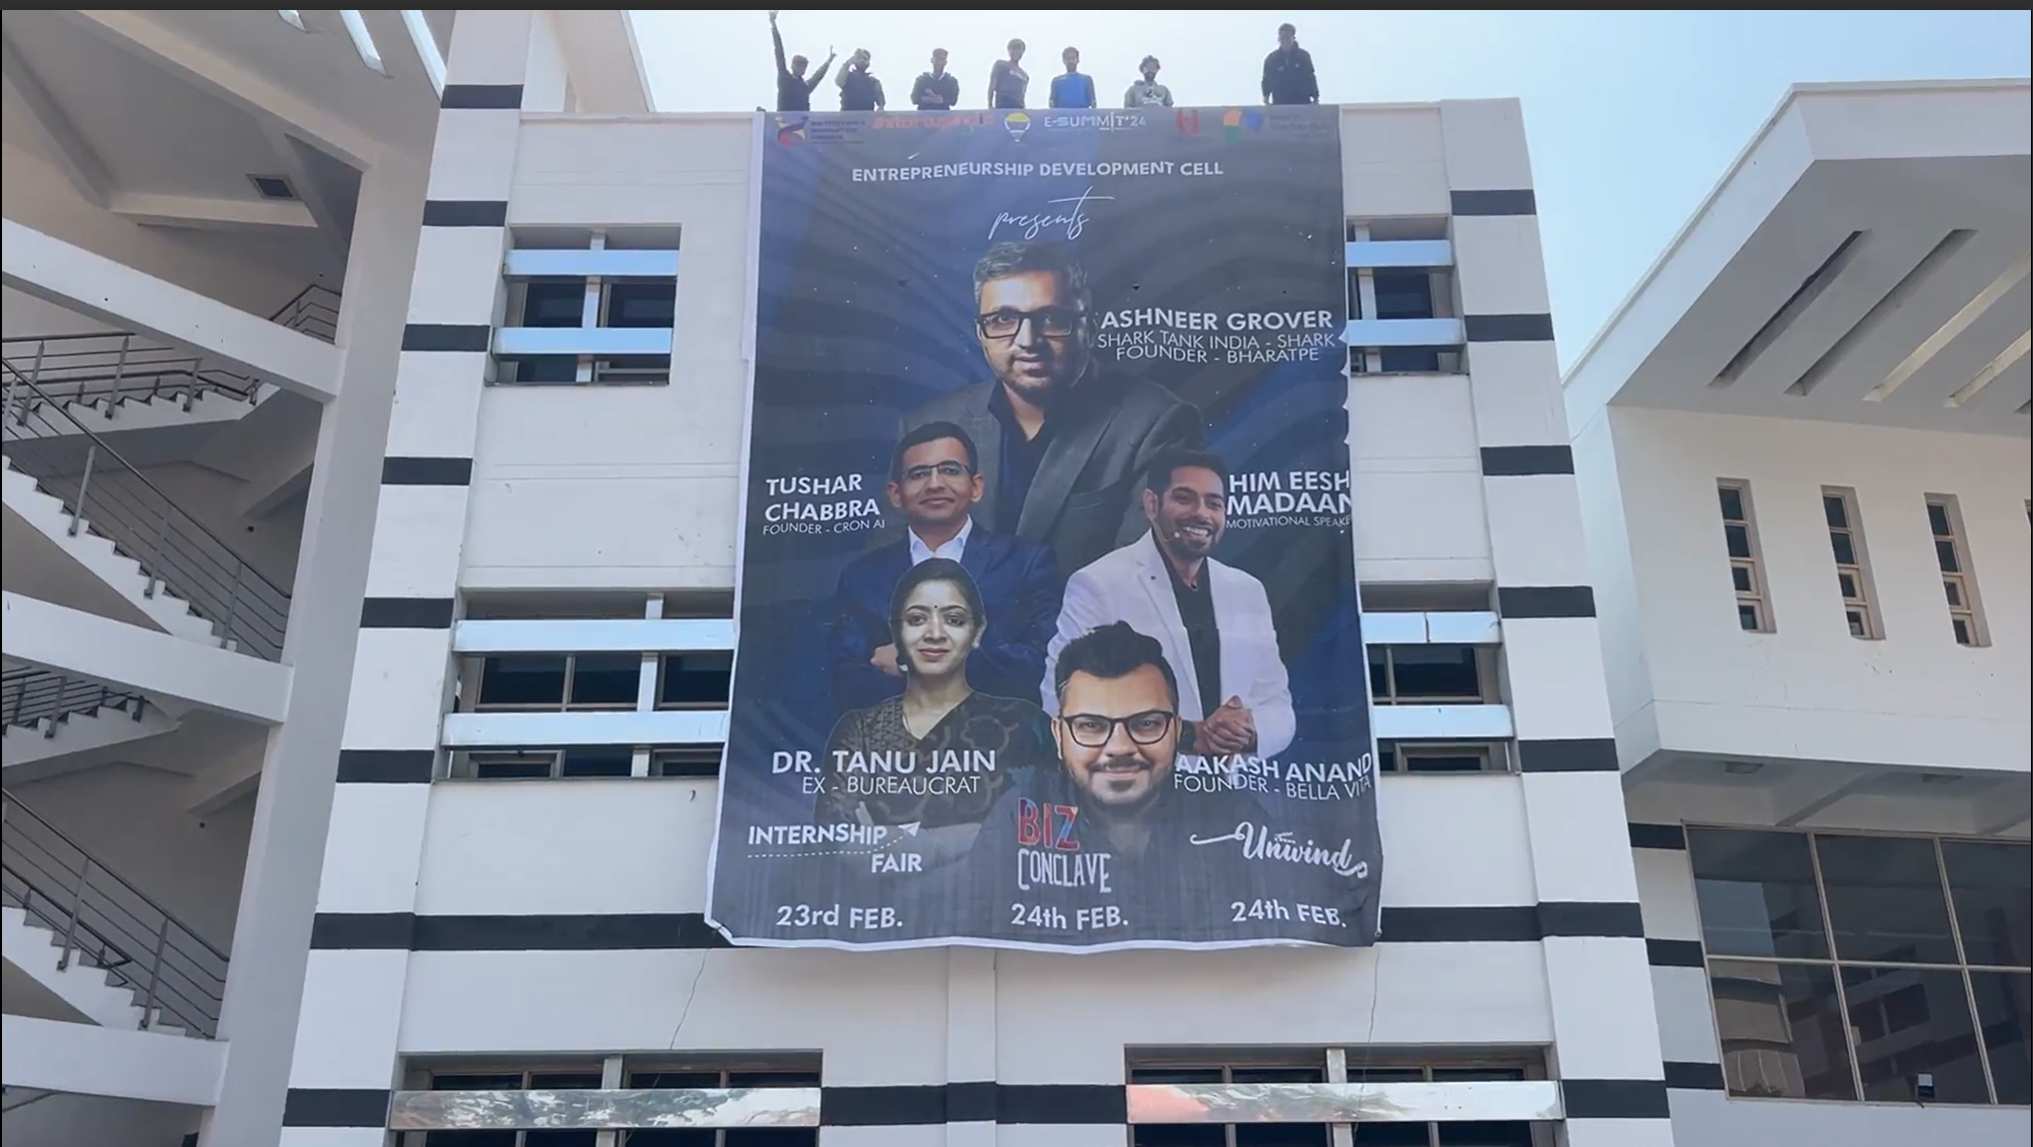 E-SUMMIT'24
ENTREPRENEURSHIP DEVELOPMENT CELL
presents
ASHNEER GROVER
SHARK TANK INDIA - SHARK
FOUNDER - BHARATPE
TUSHAR
CHABBRA
FOUNDER - CRON AI
HIM EESH
MADAAN
MOTIVATIONAL SPEAKE
DR. TANU JAIN
EX - BUREAUCRAT
AAKASH ANAND
FOUNDER - BELLA VITA
INTERNSHIP
FAIR
BIZ
CONCLAVE
Unwind
23rd FEB.
24th FEB.
24th FEB.